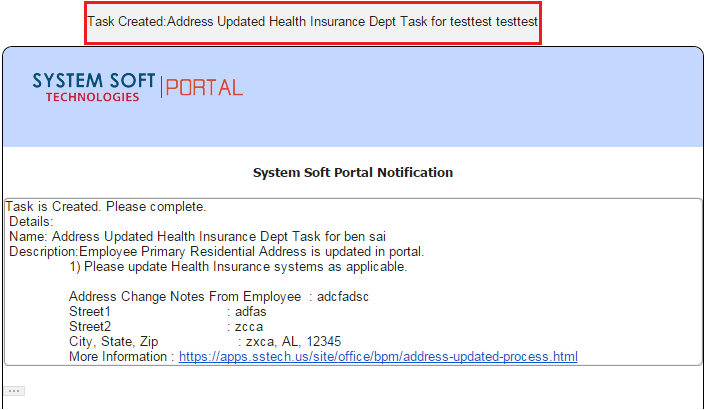 Task Created:Address Updated Health Insurance Dept Task for testtest testtest
SYSTEM SOFT PORTAL
TECHNOLOGIES
System Soft Portal Notification
Task is Created. Please complete.
Details:
Name: Address Updated Health Insurance Dept Task for ben sai
Description:Employee Primary Residential Address is updated in portal.
1) Please update Health Insurance systems as applicable.
Address Change Notes From Employee : adcfadsc
Street1 : adfas
Street2 : zcca
City, State, Zip : zxca, AL, 12345
More Information : https://apps.sstech.us/site/office/bpm/address-updated-process.html